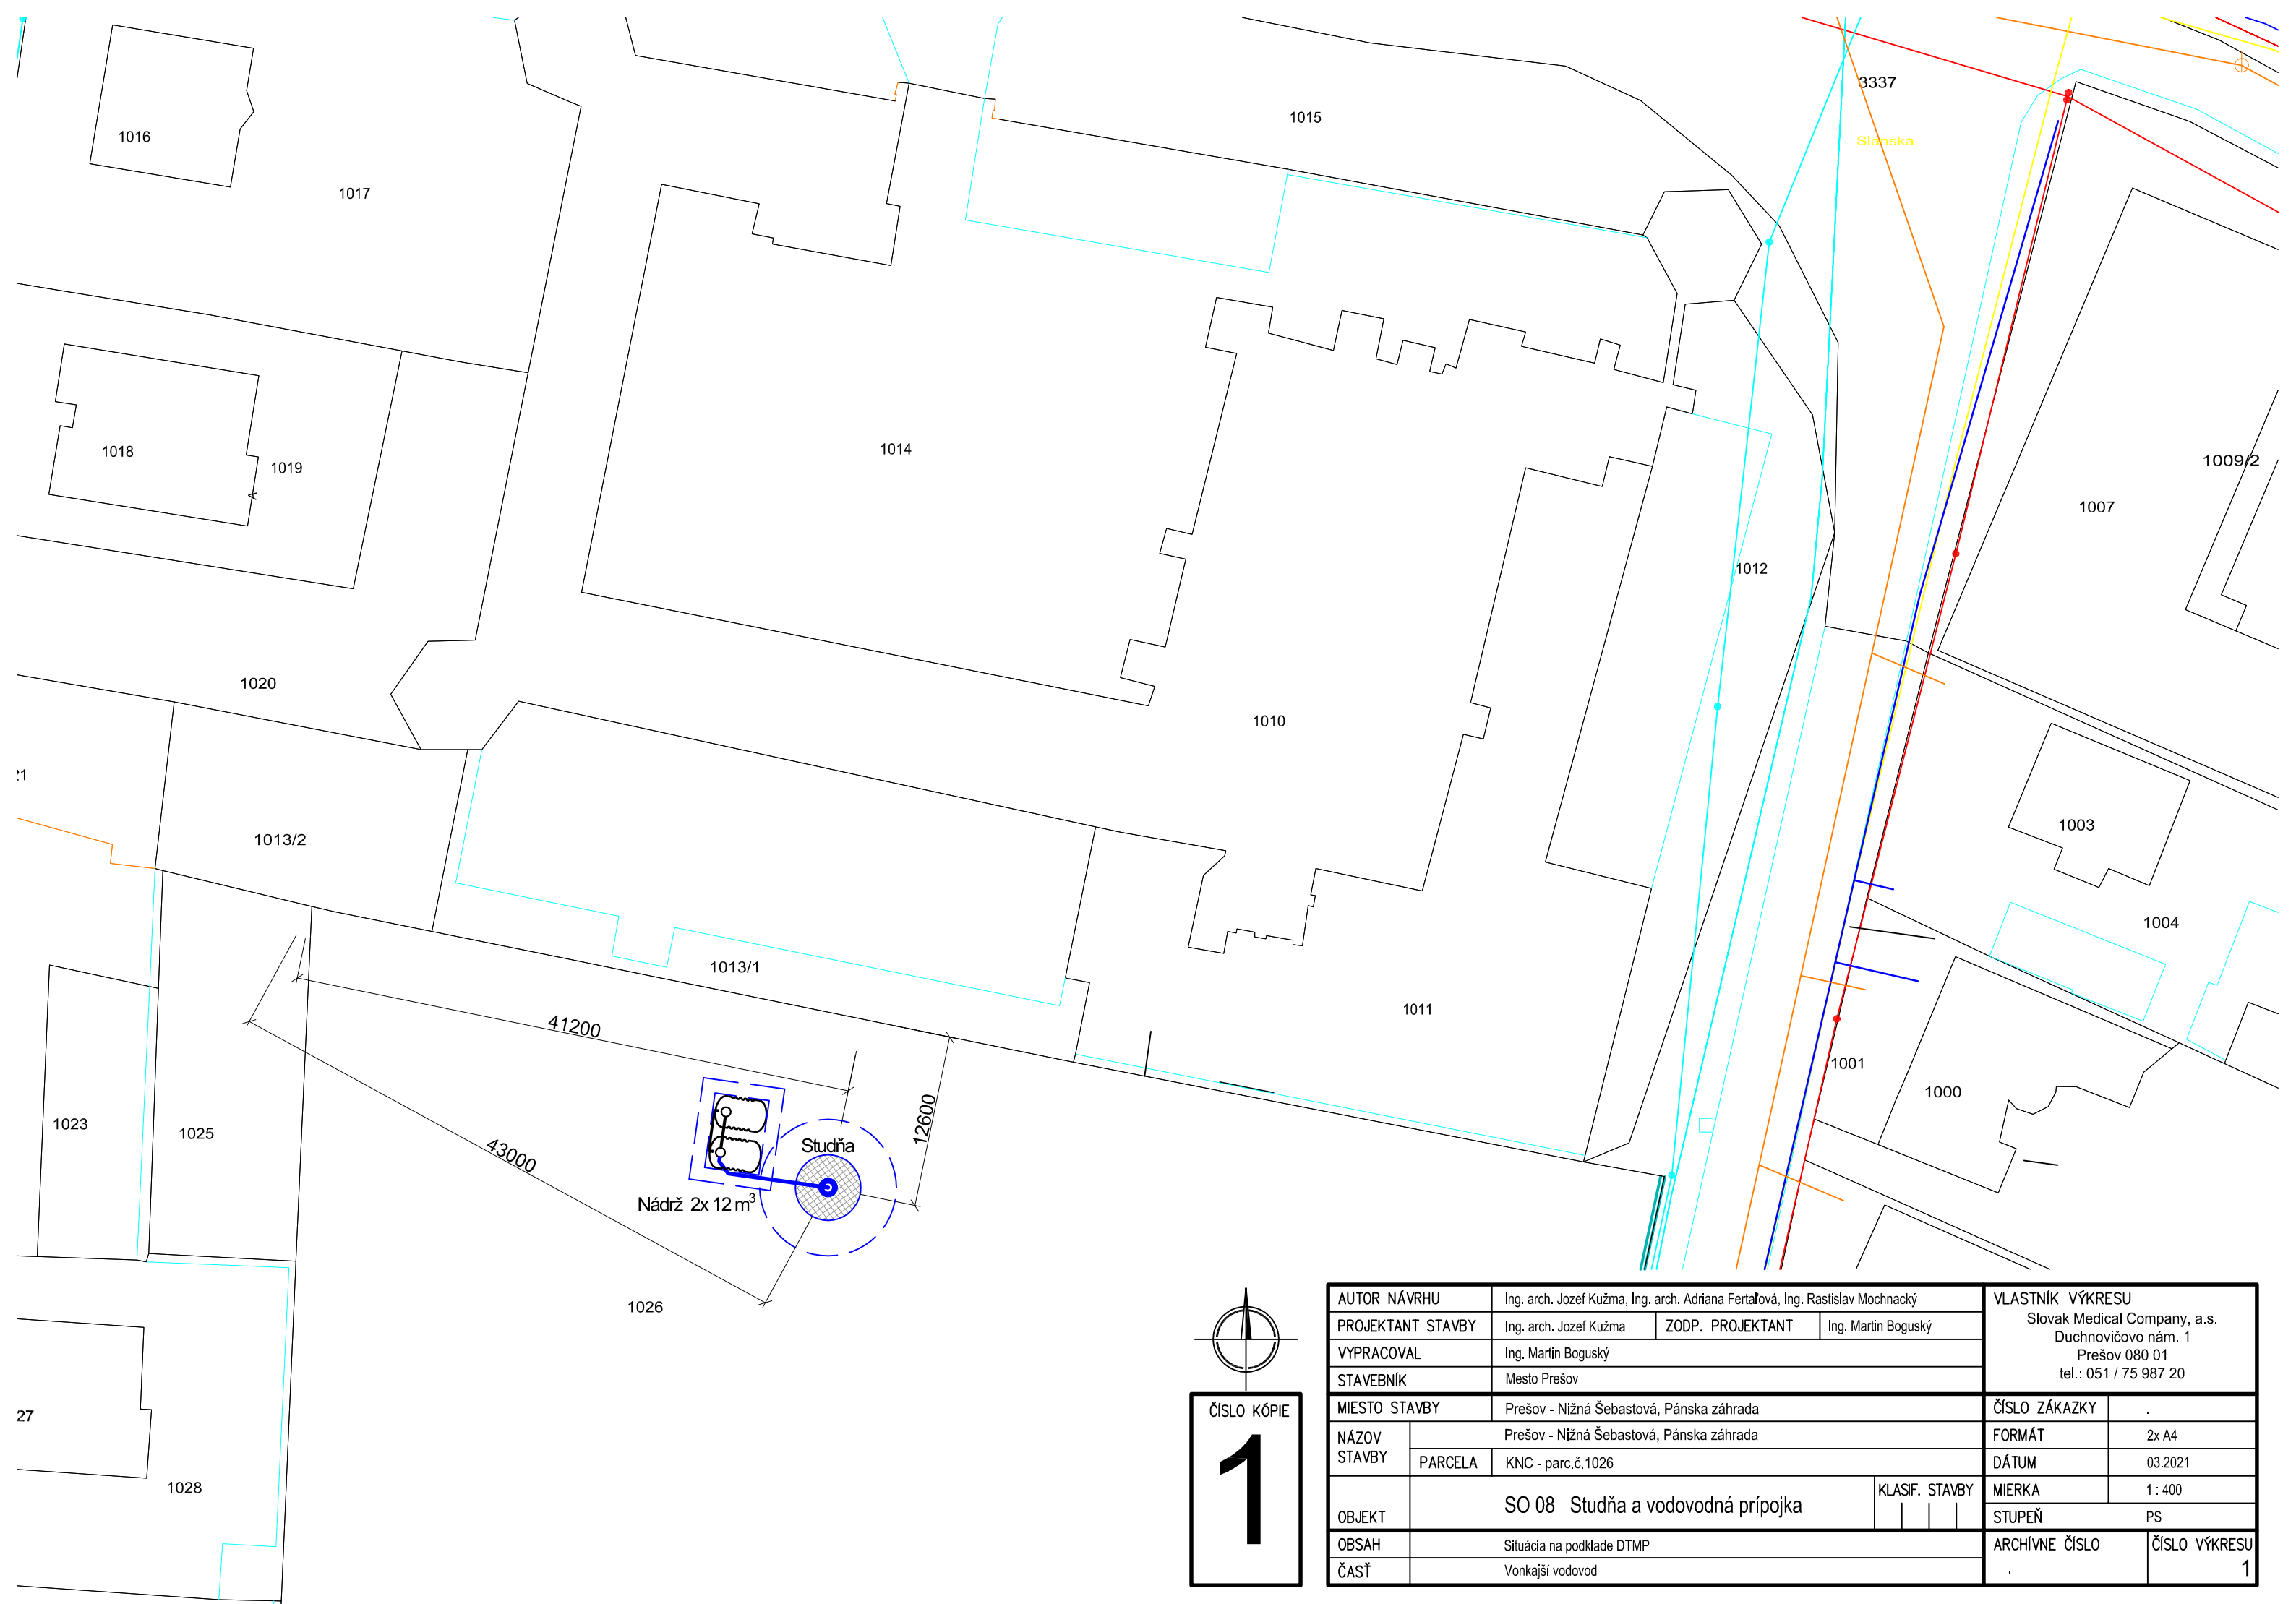 3337
1015
1016
Slanska
1017
1014
1018
1019
A
1009/2
1007
1012
1020
1010
21
1013/2
1003
1004
1013/1
1011
41200
1001
1000
12600
1023
1025
43000
Studňa
Nádrž 2x 12 m³
1026
27
1028
ČÍSLO KÓPIE
1
AUTOR NÁVRHU
Ing. arch. Jozef Kužma, Ing. arch. Adriana Fertaľová, Ing. Rastislav Mochnacký
PROJEKTANT STAVBY
Ing. arch. Jozef Kužma
ZODP. PROJEKTANT
Ing. Martin Boguský
VYPRACOVAL
Ing. Martin Boguský
STAVEBNÍK
Mesto Prešov
MIESTO STAVBY
Prešov - Nižná Šebastová, Pánska záhrada
NÁZOV
STAVBY
Prešov - Nižná Šebastová, Pánska záhrada
PARCELA
KNC - parc.č.1026
OBJEKT
SO 08 Studňa a vodovodná prípojka
KLASIF. STAVBY
OBSAH
Situácia na podklade DTMP
ČASŤ
Vonkajší vodovod
VLASTNÍK VÝKRESU
Slovak Medical Company, a.s.
Duchnovičovo nám. 1
Prešov 080 01
tel.: 051 / 75 987 20
ČÍSLO ZÁKAZKY
.
FORMÁT
2x A4
DÁTUM
03.2021
MIERKA
1 : 400
STUPEŇ
PS
ARCHÍVNE ČÍSLO
.
ČÍSLO VÝKRESU
1